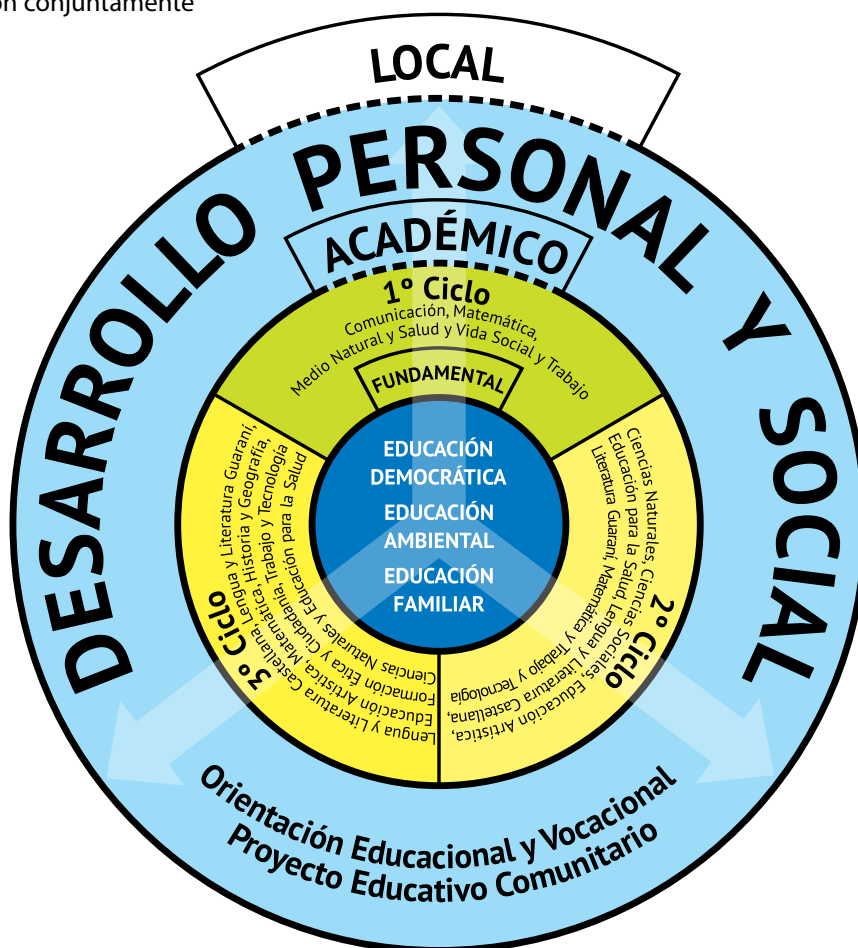 ón conjuntamente
LOCAL
DESARROLLO PERSONAL Y SOCIAL
ACADÉMICO
1º Ciclo
Comunicación, Matemática,
Medio Natural y Salud y Vida Social y Trabajo
FUNDAMENTAL
EDUCACIÓN
DEMOCRÁTICA
EDUCACIÓN
AMBIENTAL
EDUCACIÓN
FAMILIAR
2º Ciclo
Ciencias Naturales, Ciencias Sociales, Educación Artística,
Educación para la Salud Lengua y Literatura Castellana,
Literatura Guaraní, Matemática y Trabajo y Tecnología
3º Ciclo
Lengua y Literatura Castellana, Lengua y Literatura Guaraní,
Educación Artística, Matemática, Historia y Geografía,
Formación Ética y Ciudadanía, Trabajo y Tecnología
Ciencias Naturales y Educación para la Salud
Orientación Educacional y Vocacional
Proyecto Educativo Comunitario